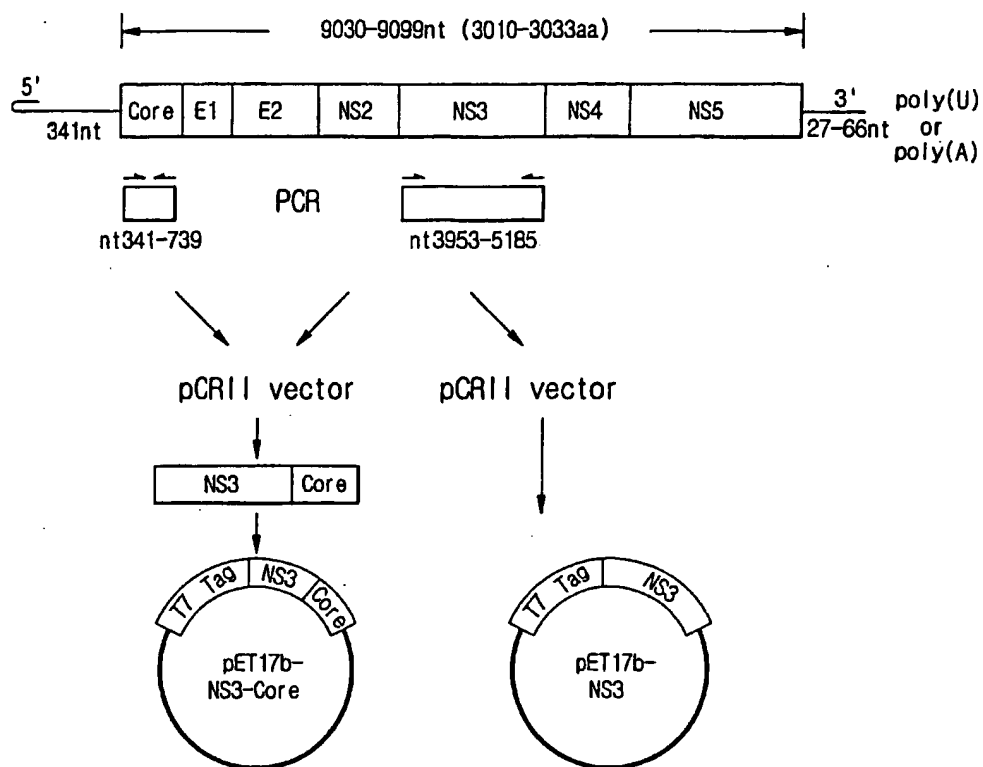 9030-9099nt (3010-3033aa)
5'
Core E1 E2 NS2 NS3 NS4 NS5
3'
poly(U)
or
poly(A)
341nt
27-66nt
PCR
nt341-739
nt3953-5185
pCRII vector
pCRII vector
NS3 Core
T7 Tag NS3 Core
T7 Tag NS3
pET17b-
NS3-Core
pET17b-
NS3